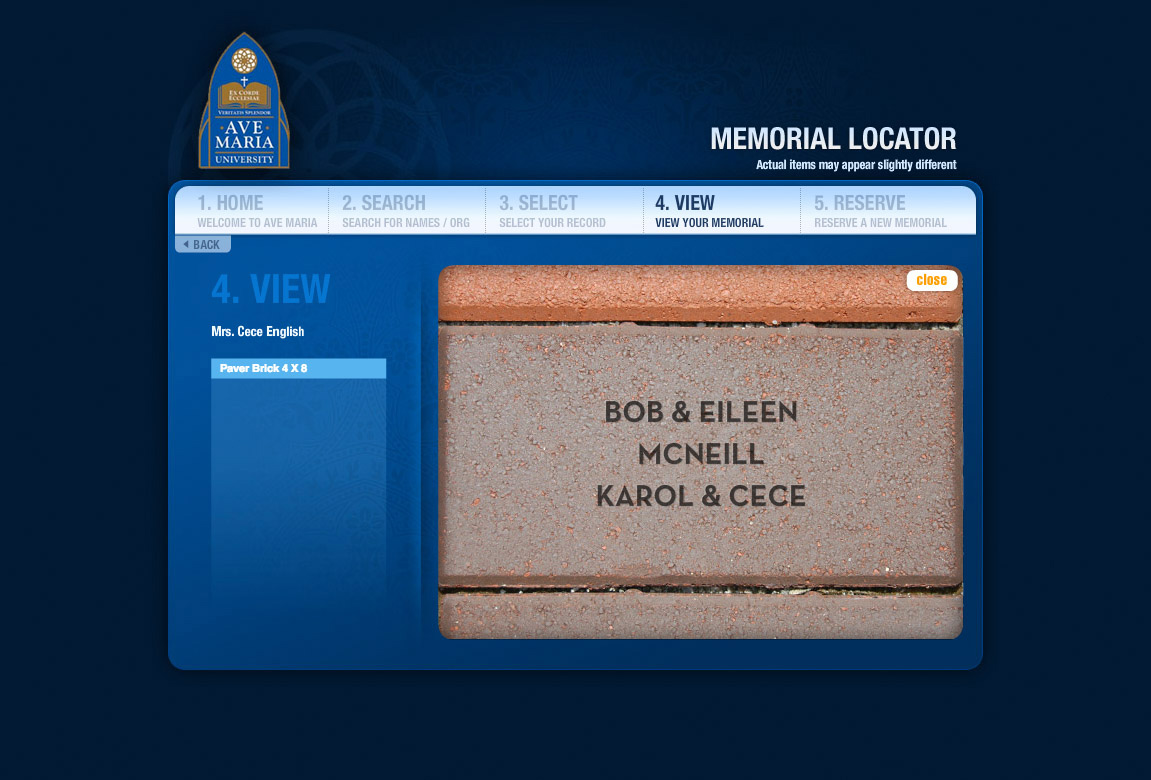 EX CORDE
ECCLESIAE
VERITATIS SPLENDOR
AVE
MARIA
UNIVERSITY
MEMORIAL LOCATOR
Actual items may appear slightly different
1. HOME
WELCOME TO AVE MARIA
2. SEARCH
SEARCH FOR NAMES / ORG
3. SELECT
SELECT YOUR RECORD
4. VIEW
VIEW YOUR MEMORIAL
5. RESERVE
RESERVE A NEW MEMORIAL
BACK
4. VIEW
Mrs. Cece English
Paver Brick 4 X 8
close
BOB & EILEEN
MCNEILL
KAROL & CECE